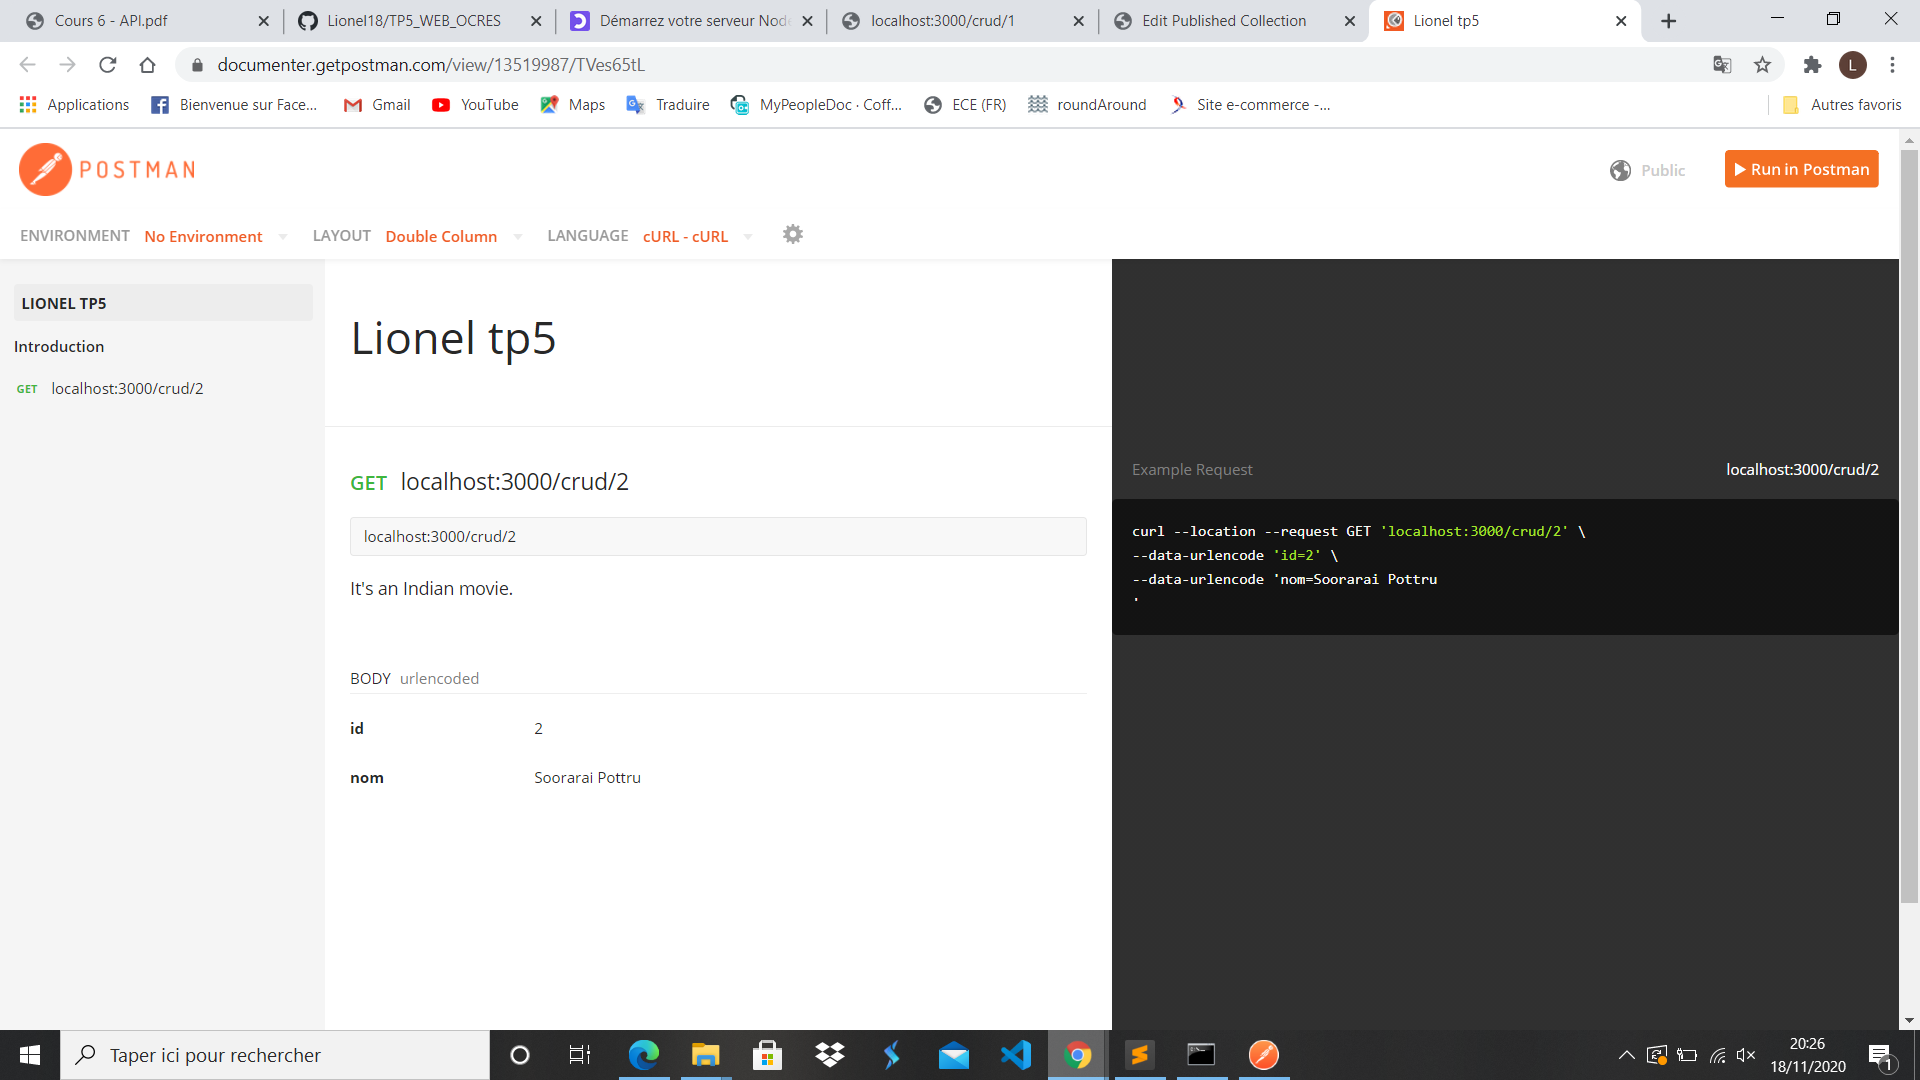 Cours 6 - API.pdf
Lionel18/TP5_WEB_OCRES
Démarrez votre serveur Node
localhost:3000/crud/1
Edit Published Collection
Lionel tp5
documenter.getpostman.com/view/13519987/TVes65tL
L
Applications
Bienvenue sur Face...
Gmail
YouTube
Maps
Traduire
MyPeopleDoc · Coff...
ECE (FR)
roundAround
Site e-commerce -...
Autres favoris
POSTMAN
Public
Run in Postman
ENVIRONMENT No Environment
LAYOUT Double Column
LANGUAGE cURL - cURL
LIONEL TP5
Introduction
GET localhost:3000/crud/2
Lionel tp5
GET localhost:3000/crud/2
localhost:3000/crud/2
It's an Indian movie.
BODY urlencoded
id 2
nom Soorarai Pottru
Example Request
localhost:3000/crud/2
curl --location --request GET 'localhost:3000/crud/2' \
--data-urlencode 'id=2' \
--data-urlencode 'nom=Soorarai Pottru
'
Taper ici pour rechercher
20:26
18/11/2020
1